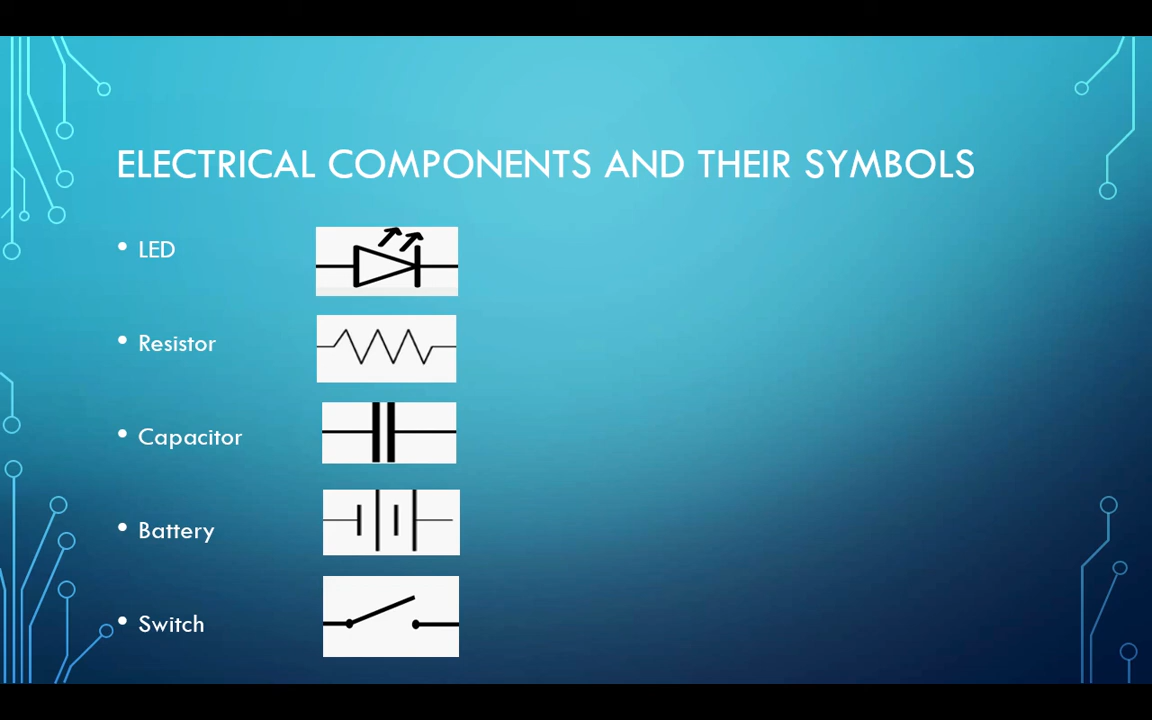 ELECTRICAL COMPONENTS AND THEIR SYMBOLS
• LED
• Resistor
• Capacitor
• Battery
• Switch